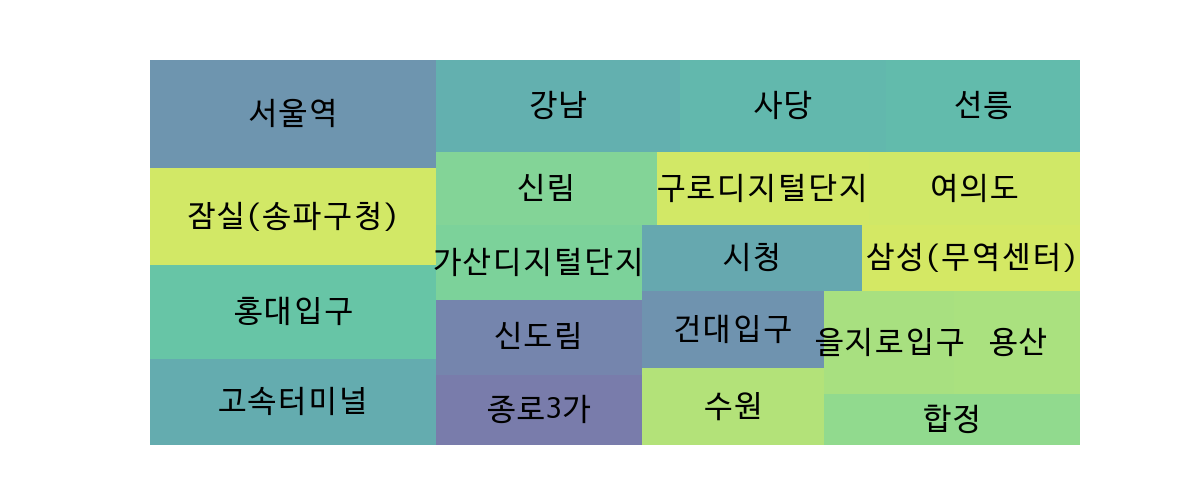 서울역
잠실(송파구청)
홍대입구
고속터미널
강남
사당
선릉
신림
구로디지털단지
여의도
가산디지털단지
시청
삼성(무역센터)
신도림
건대입구
을지로입구
용산
종로3가
수원
합정